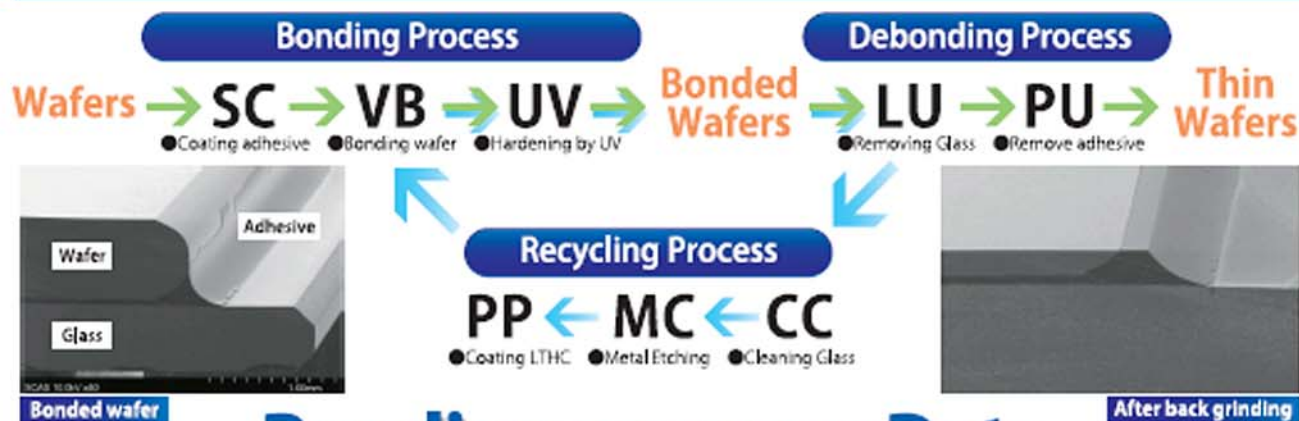 Bonding Process
Debonding Process
Wafers SC VB UV Bonded Wafers LU PU Thin Wafers
●Coating adhesive ●Bonding wafer ●Hardening by UV ●Removing Glass ●Remove adhesive
Adhesive
Wafer
Glass
Recycling Process
PP MC CC
●Coating LTHC ●Metal Etching ●Cleaning Glass
Bonded wafer
After back grinding